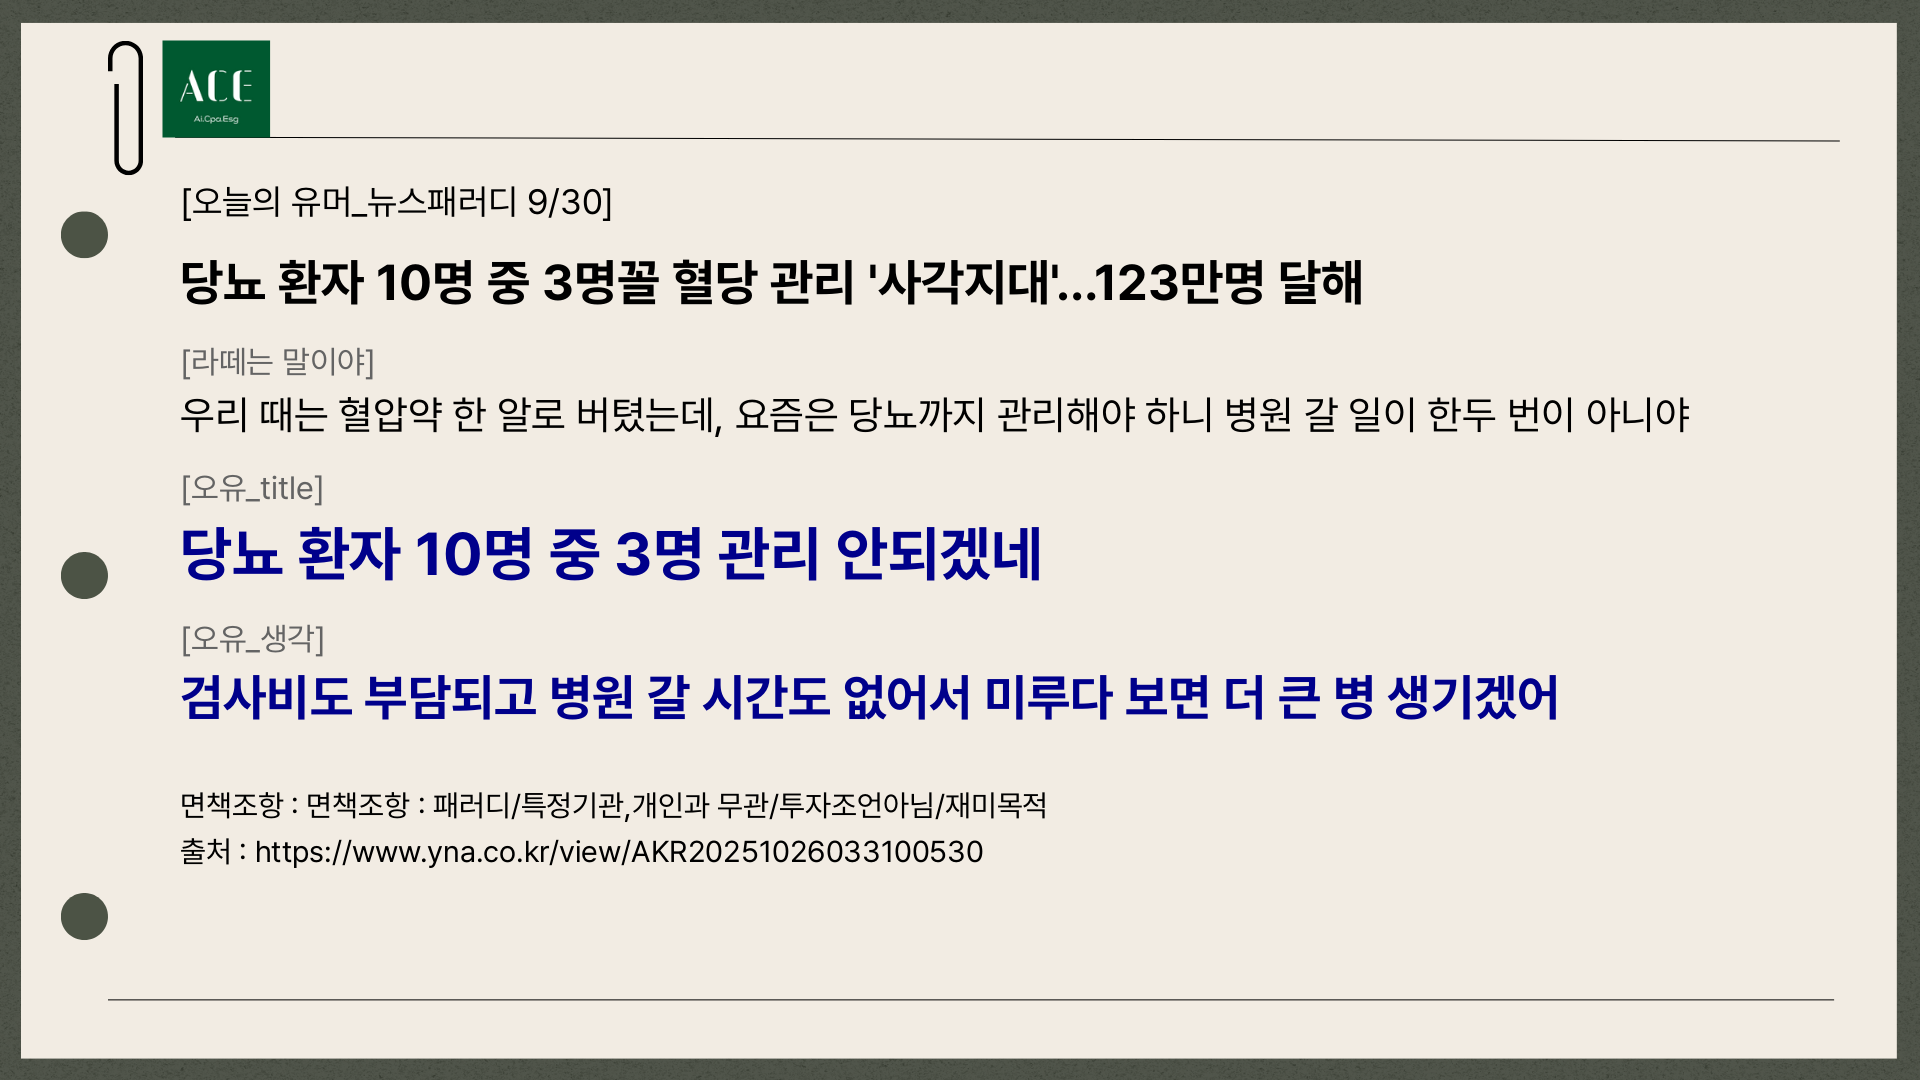 ACE
Ai.Cpa.Esg
[오늘의 유머_뉴스패러디 9/30]
당뇨 환자 10명 중 3명꼴 혈당 관리 '사각지대'...123만명 달해
[라떼는 말이야]
우리 때는 혈압약 한 알로 버텼는데, 요즘은 당뇨까지 관리해야 하니 병원 갈 일이 한두 번이 아니야
[오유_title]
당뇨 환자 10명 중 3명 관리 안되겠네
[오유_생각]
검사비도 부담되고 병원 갈 시간도 없어서 미루다 보면 더 큰 병 생기겠어
면책조항 : 면책조항 : 패러디/특정기관,개인과 무관/투자조언아님/재미목적
출처 : https://www.yna.co.kr/view/AKR20251026033100530